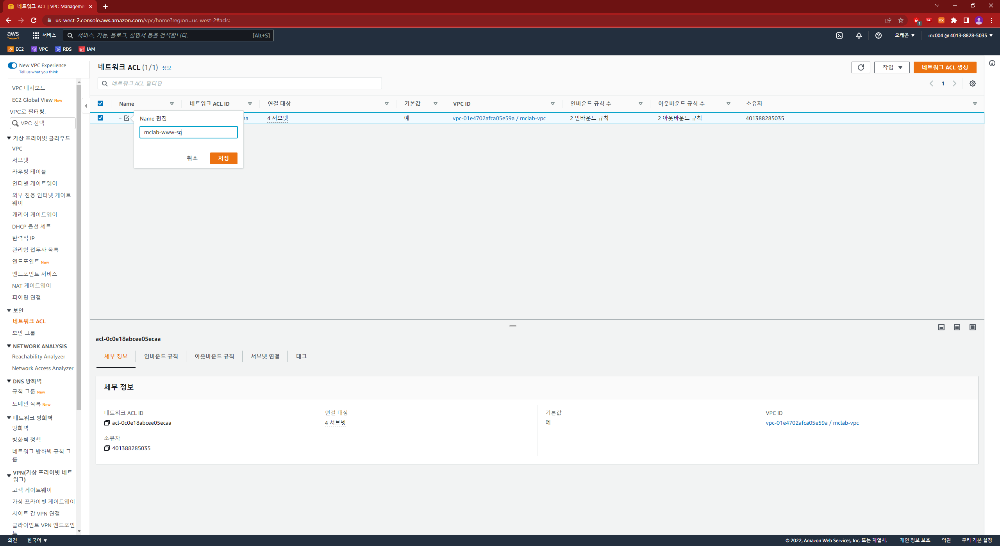 네트워크 ACL | VPC Manageme
us-west-2.console.aws.amazon.com/vpc/home?region=us-west-2#acls:
1
aws
서비스
서비스, 기능, 블로그, 설명서 등을 검색합니다.
[Alt+S]
오레곤
mc004 @ 4013-8828-5035
EC2
VPC
RDS
IAM
New VPC Experience
Tell us what you think
VPC 대시보드
EC2 Global View New
VPC로 필터링:
VPC 선택
가상 프라이빗 클라우드
VPC
서브넷
라우팅 테이블
인터넷 게이트웨이
외부 전용 인터넷 게이트
웨이
캐리어 게이트웨이
DHCP 옵션 세트
탄력적 IP
관리형 접두사 목록
엔드포인트 New
엔드포인트 서비스
NAT 게이트웨이
피어링 연결
보안
네트워크 ACL
보안 그룹
NETWORK ANALYSIS
Reachability Analyzer
Network Access Analyzer
DNS 방화벽
규칙 그룹 New
도메인 목록 New
네트워크 방화벽
방화벽
방화벽 정책
네트워크 방화벽 규칙 그
룹
VPN(가상 프라이빗 네트
워크)
고객 게이트웨이
가상 프라이빗 게이트웨이
사이트 간 VPN 연결
클라이언트 VPN 엔드포인
트
네트워크 ACL (1/1) 정보
작업
네트워크 ACL 생성
네트워크 ACL 필터링
1
Name
네트워크 ACL ID
연결 대상
기본값
VPC ID
인바운드 규칙 수
아웃바운드 규칙 수
소유자
–
aa
4 서브넷
예
vpc-01e4702afca05e59a / mclab-vpc
2 인바운드 규칙
2 아웃바운드 규칙
401388285035
Name 편집
mclab-www-sg
취소
저장
acl-0c0e18abcee05ecaa
세부 정보
인바운드 규칙
아웃바운드 규칙
서브넷 연결
태그
세부 정보
네트워크 ACL ID
acl-0c0e18abcee05ecaa
연결 대상
4 서브넷
기본값
예
VPC ID
vpc-01e4702afca05e59a / mclab-vpc
소유자
401388285035
의견
한국어
© 2022, Amazon Web Services, Inc. 또는 계열사.
개인 정보 보호
약관
쿠키 기본 설정